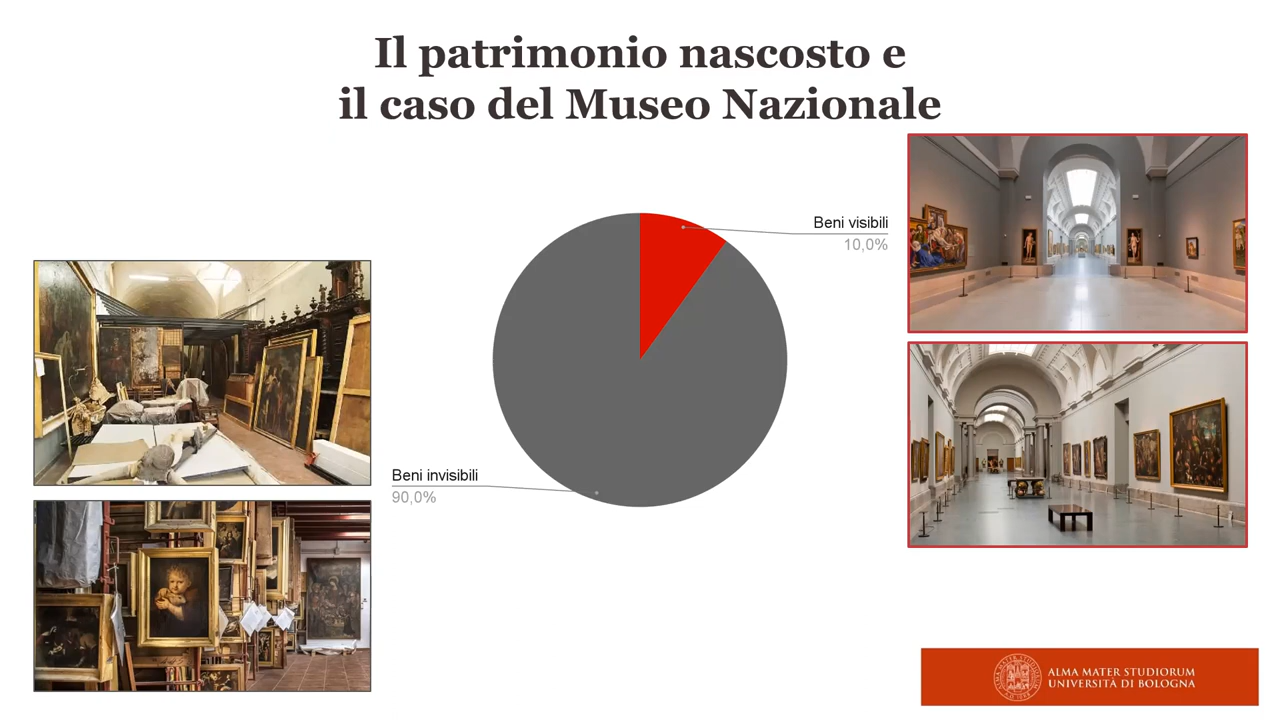 Il patrimonio nascosto e
il caso del Museo Nazionale
Beni visibili
10,0%
Beni invisibili
90,0%
ALMA MATER STUDIORUM
UNIVERSITÀ DI BOLOGNA